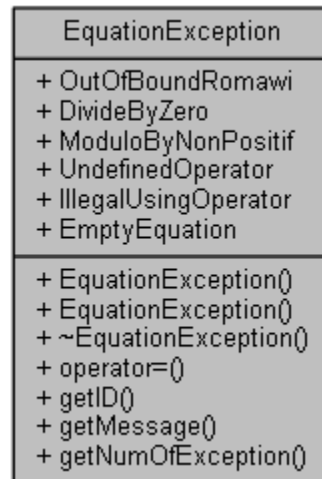 EquationException
+ OutOfBoundRomawi
+ DivideByZero
+ ModuloByNonPositif
+ UndefinedOperator
+ IllegalUsingOperator
+ EmptyEquation
+ EquationException()
+ EquationException()
+ ~EquationException()
+ operator=()
+ getID()
+ getMessage()
+ getNumOfException()